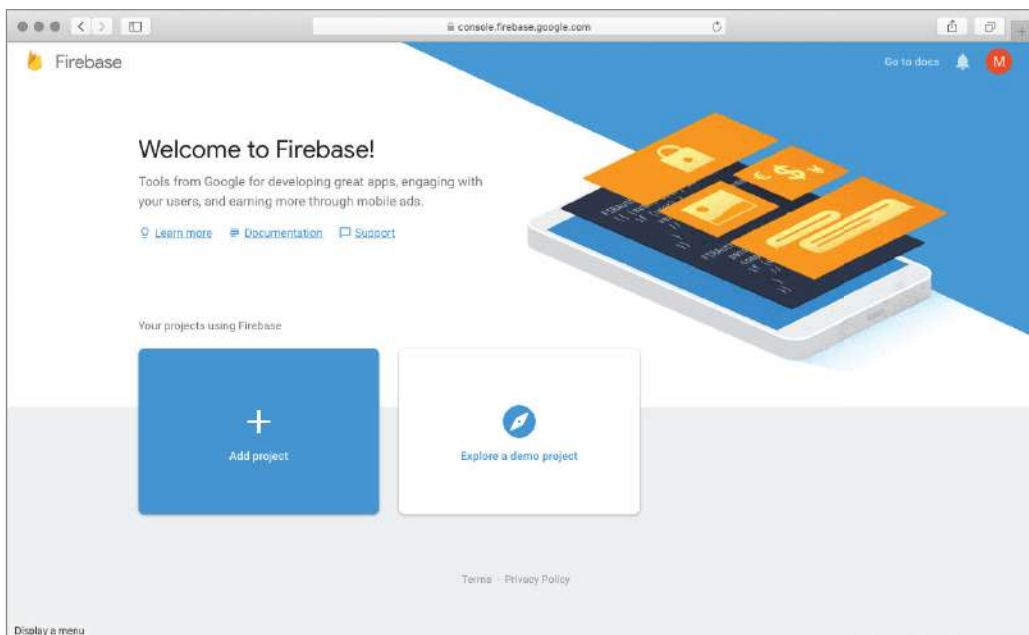 console.firebase.google.com
Firebase
Go to docs
M
Welcome to Firebase!
Tools from Google for developing great apps, engaging with
your users, and earning more through mobile ads.
Learn more Documentation Support
Your projects using Firebase
Add project
Explore a demo project
Terms · Privacy Policy
Display a menu